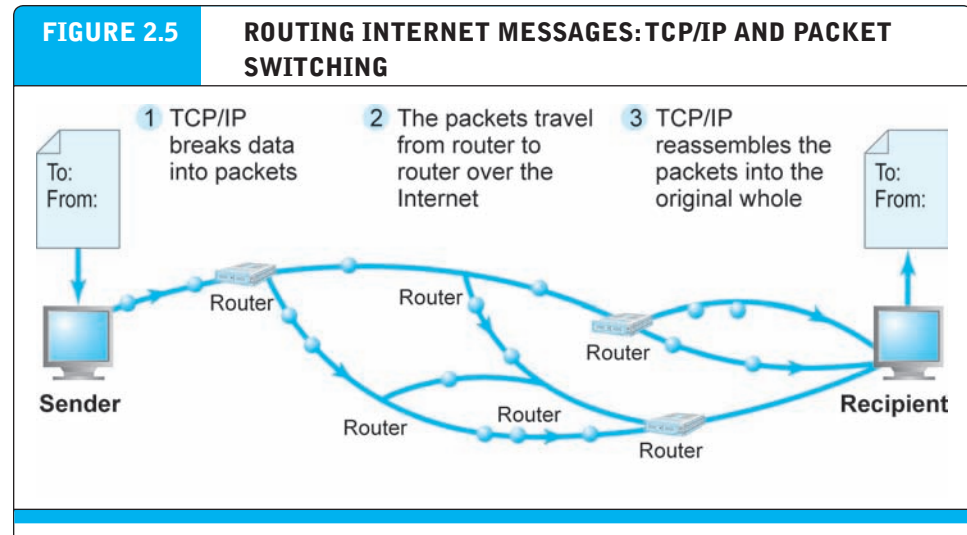 FIGURE 2.5
ROUTING INTERNET MESSAGES: TCP/IP AND PACKET
SWITCHING
1 TCP/IP
breaks data
into packets
2 The packets travel
from router to
router over the
Internet
3 TCP/IP
reassembles the
packets into the
original whole
To:
From:
To:
From:
Router
Router
Router
Sender
Recipient
Router
Router
Router